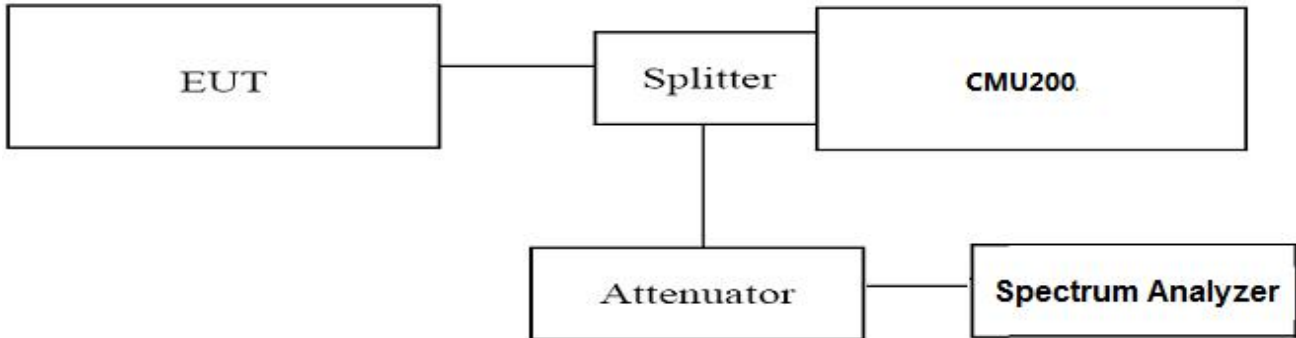 EUT
Splitter
CMU200.
Attenuator
Spectrum Analyzer